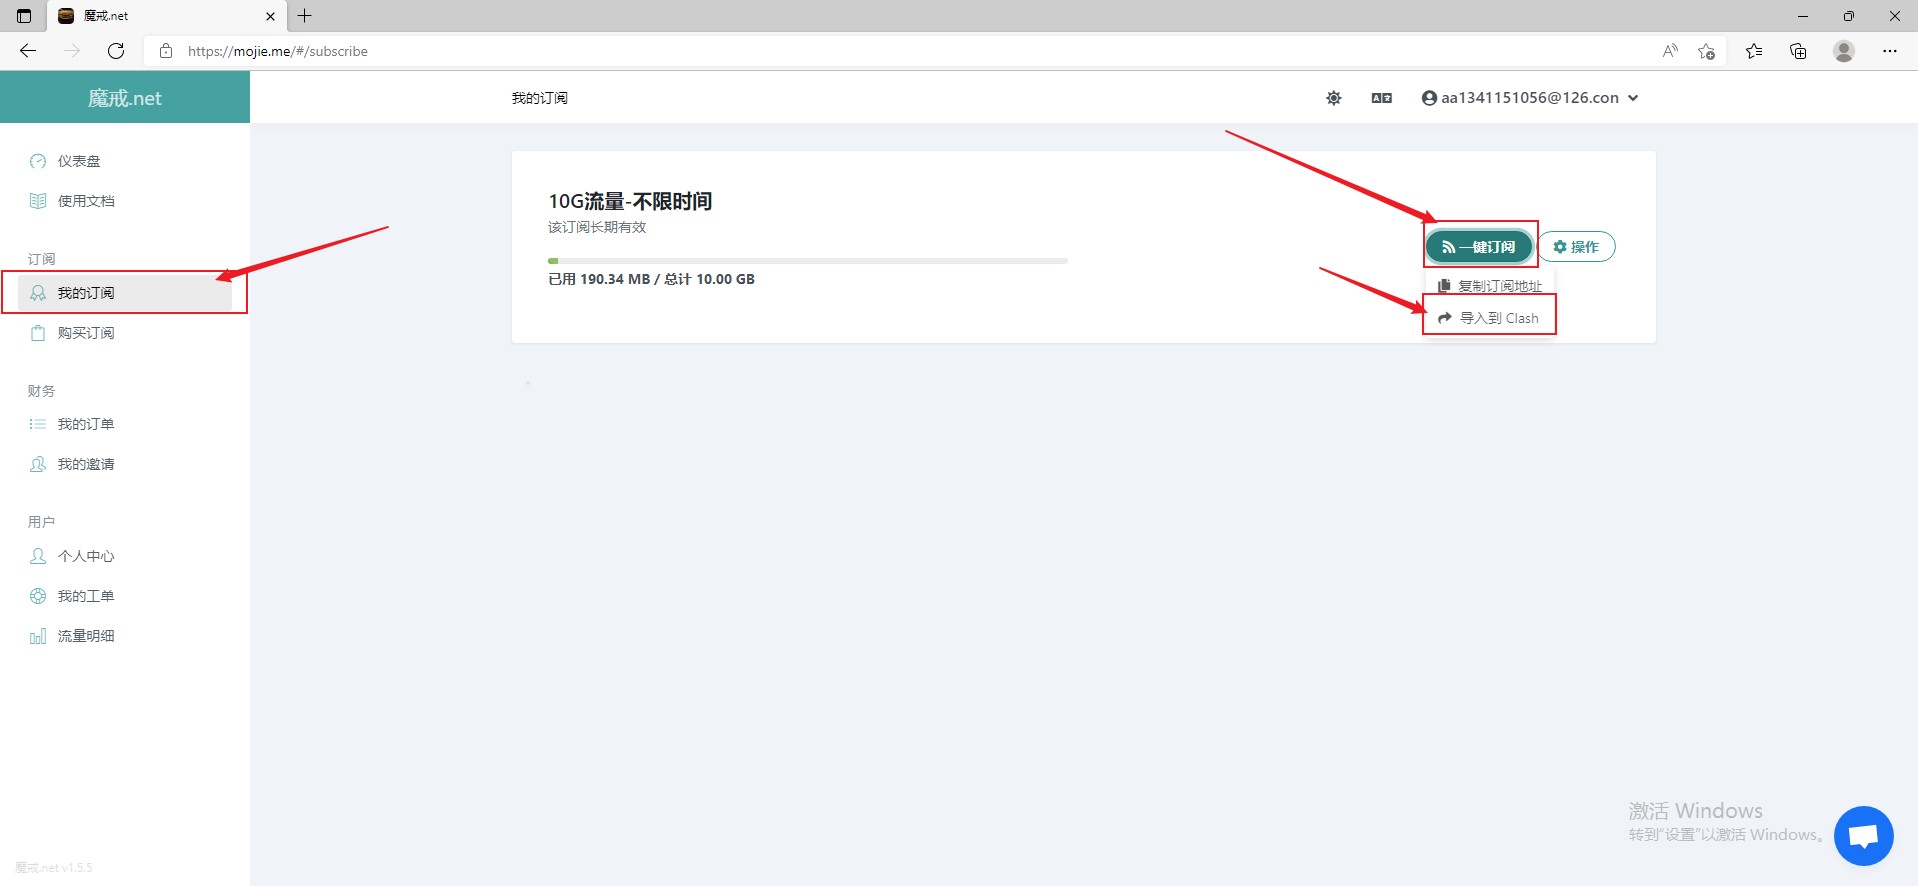 魔戒.net
https://mojie.me/#/subscribe
魔戒.net
我的订阅
aa1341151056@126.con
仪表盘
使用文档
订阅
我的订阅
购买订阅
财务
我的订单
我的邀请
用户
个人中心
我的工单
流量明细
魔戒.net v1.5.5
10G流量-不限时间
该订阅长期有效
已用 190.34 MB / 总计 10.00 GB
一键订阅
操作
复制订阅地址
导入到 Clash
激活 Windows
转到“设置”以激活 Windows。